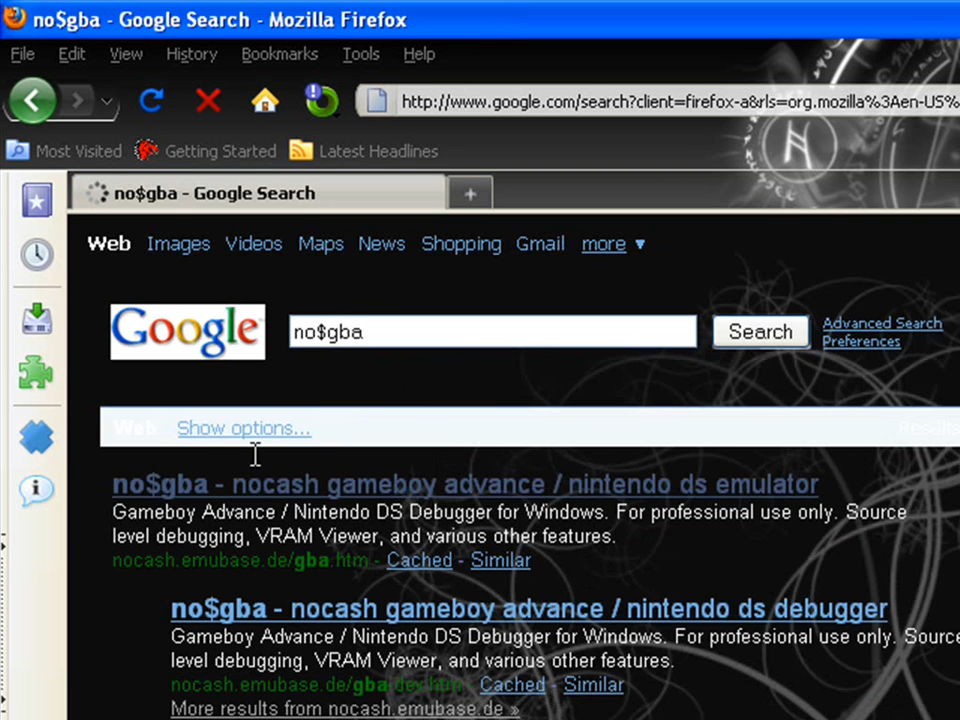 no$gba - Google Search - Mozilla Firefox
File Edit View History Bookmarks Tools Help
http://www.google.com/search?client=firefox-a&rls=org.mozilla%3Aen-US%
Most Visited Getting Started Latest Headlines
no$gba - Google Search
Web Images Videos Maps News Shopping Gmail more ▼
Google no$gba Search Advanced Search
Preferences
Web Show options... Results
no$gba - nocash gameboy advance / nintendo ds emulator
Gameboy Advance / Nintendo DS Debugger for Windows. For professional use only. Source
level debugging, VRAM Viewer, and various other features.
nocash.emubase.de/gba.htm - Cached - Similar
no$gba - nocash gameboy advance / nintendo ds debugger
Gameboy Advance / Nintendo DS Debugger for Windows. For professional use only. Source
level debugging, VRAM Viewer, and various other features.
nocash.emubase.de/gba-dev.htm - Cached - Similar
More results from nocash.emubase.de »